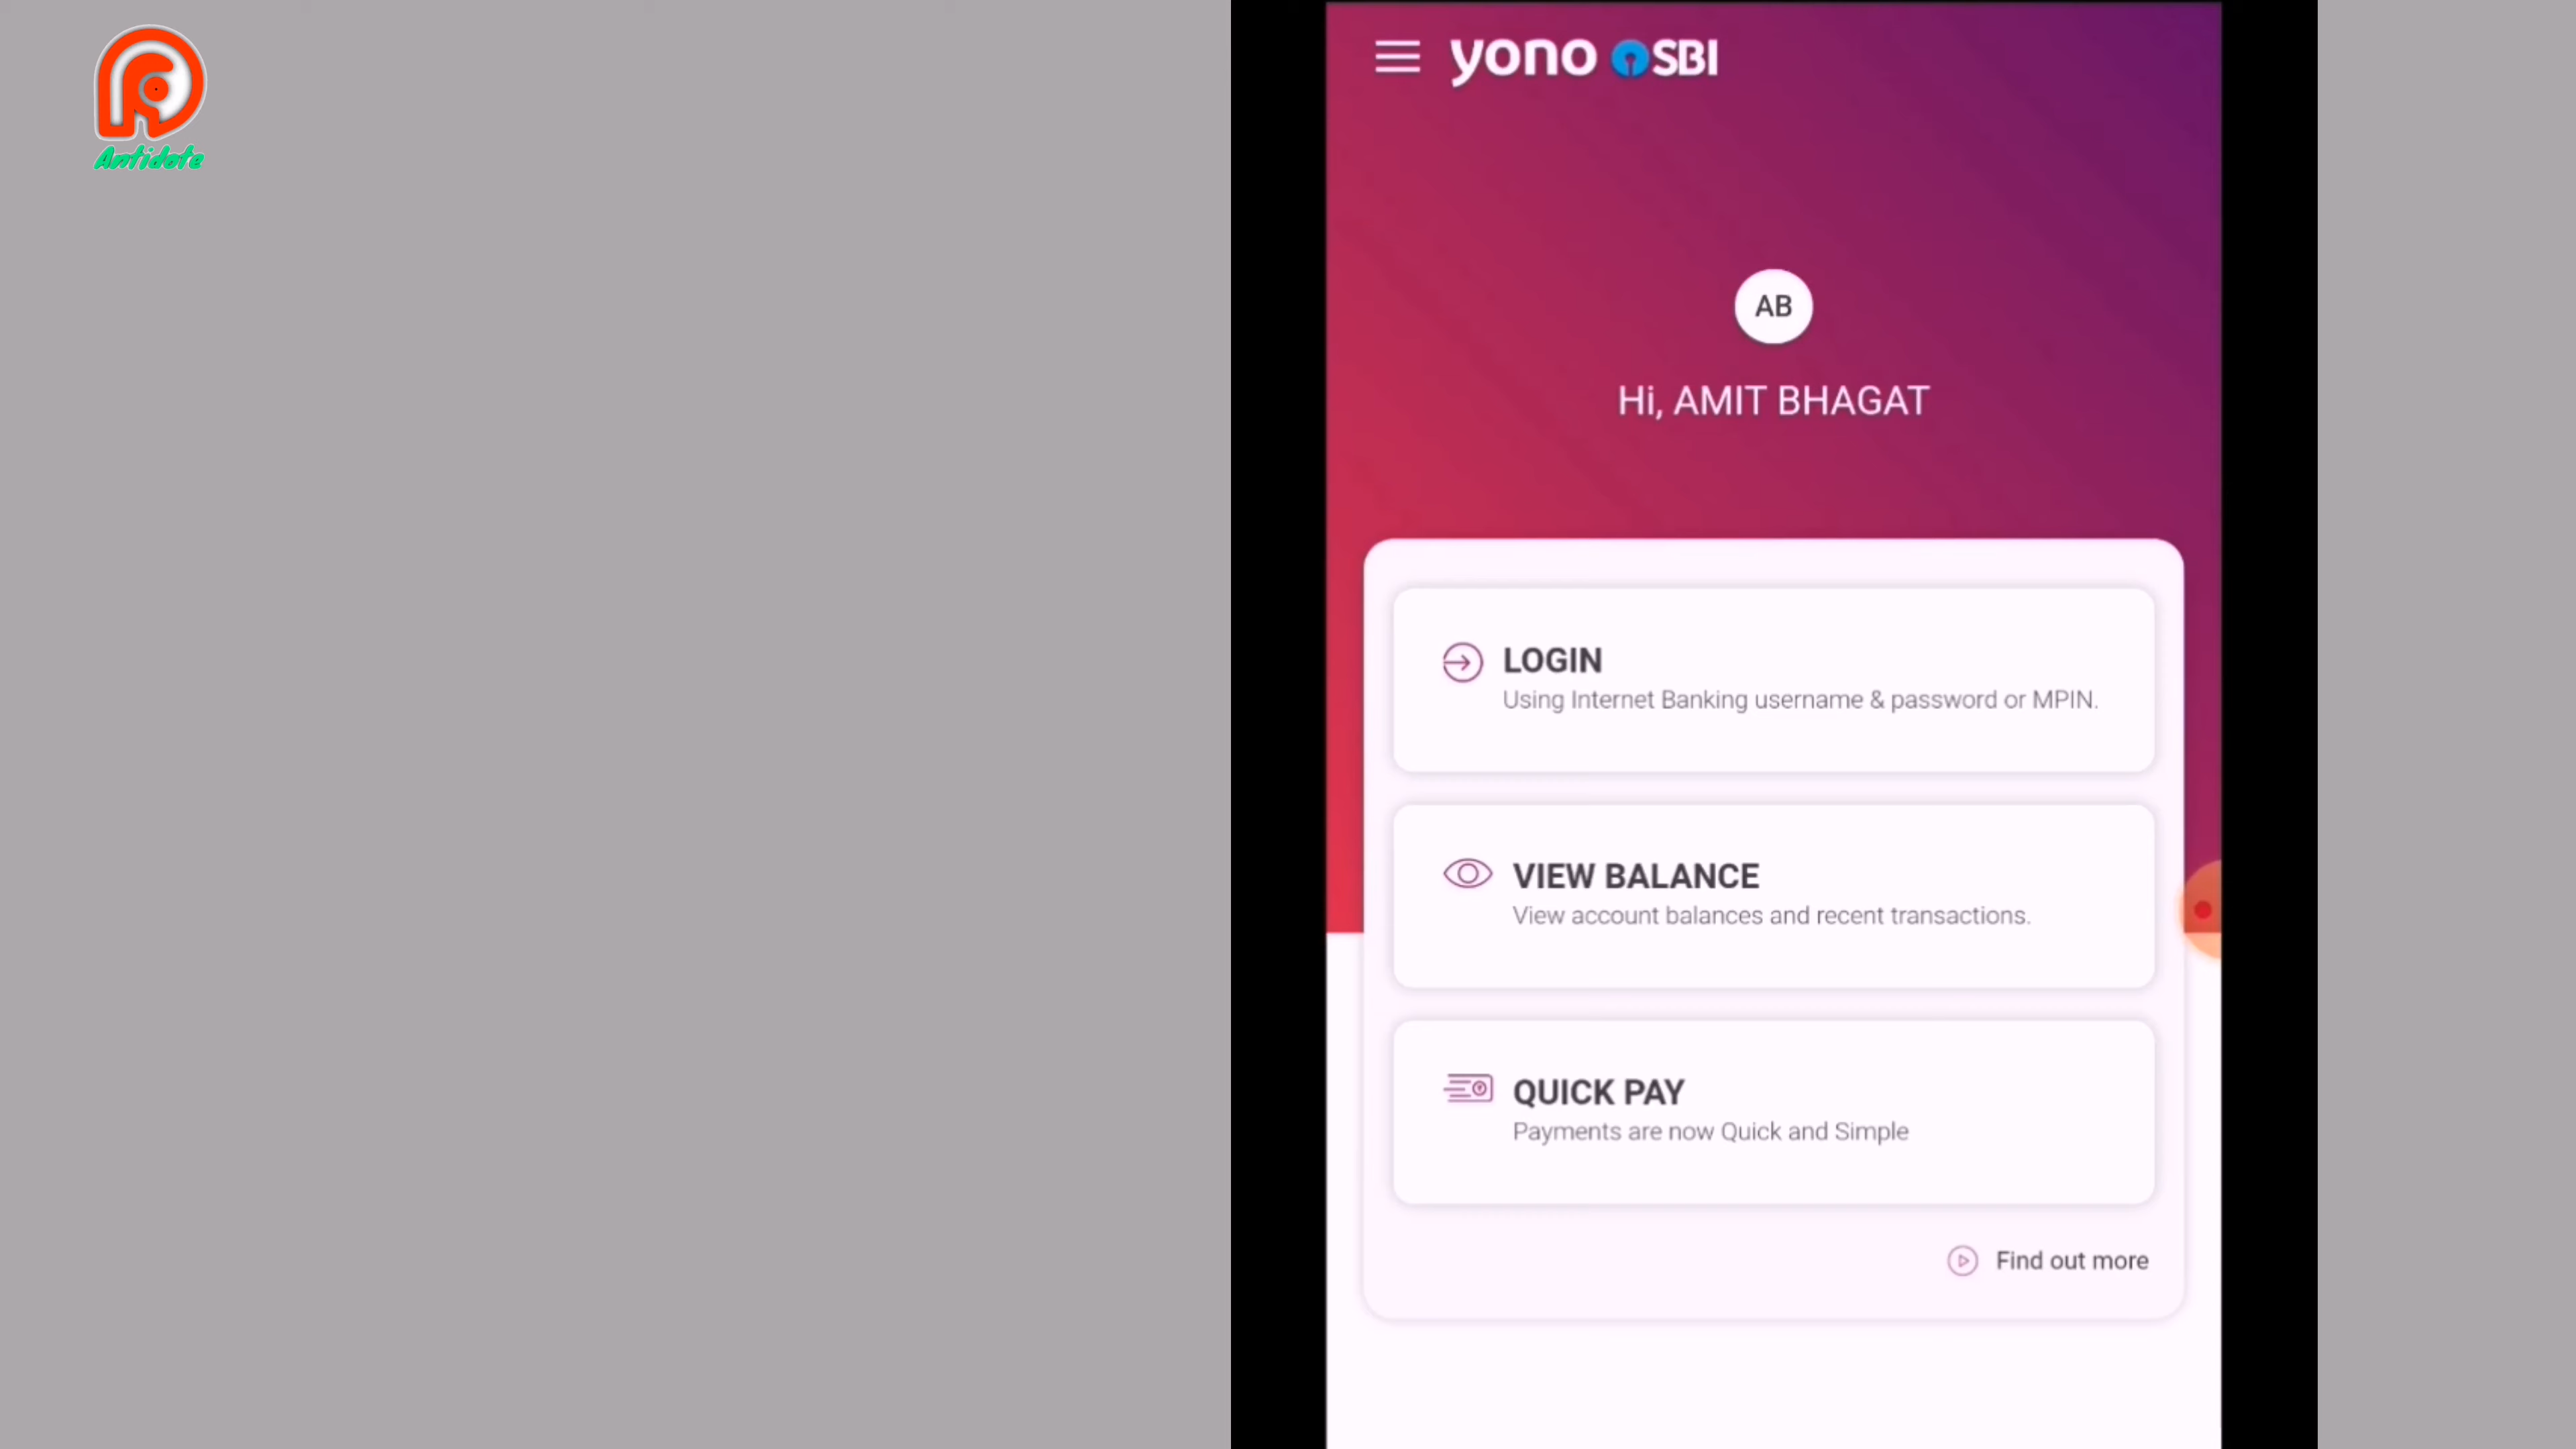 Antidote
yono SBI
AB
Hi, AMIT BHAGAT
LOGIN
Using Internet Banking username & password or MPIN.
VIEW BALANCE
View account balances and recent transactions.
QUICK PAY
Payments are now Quick and Simple
Find out more